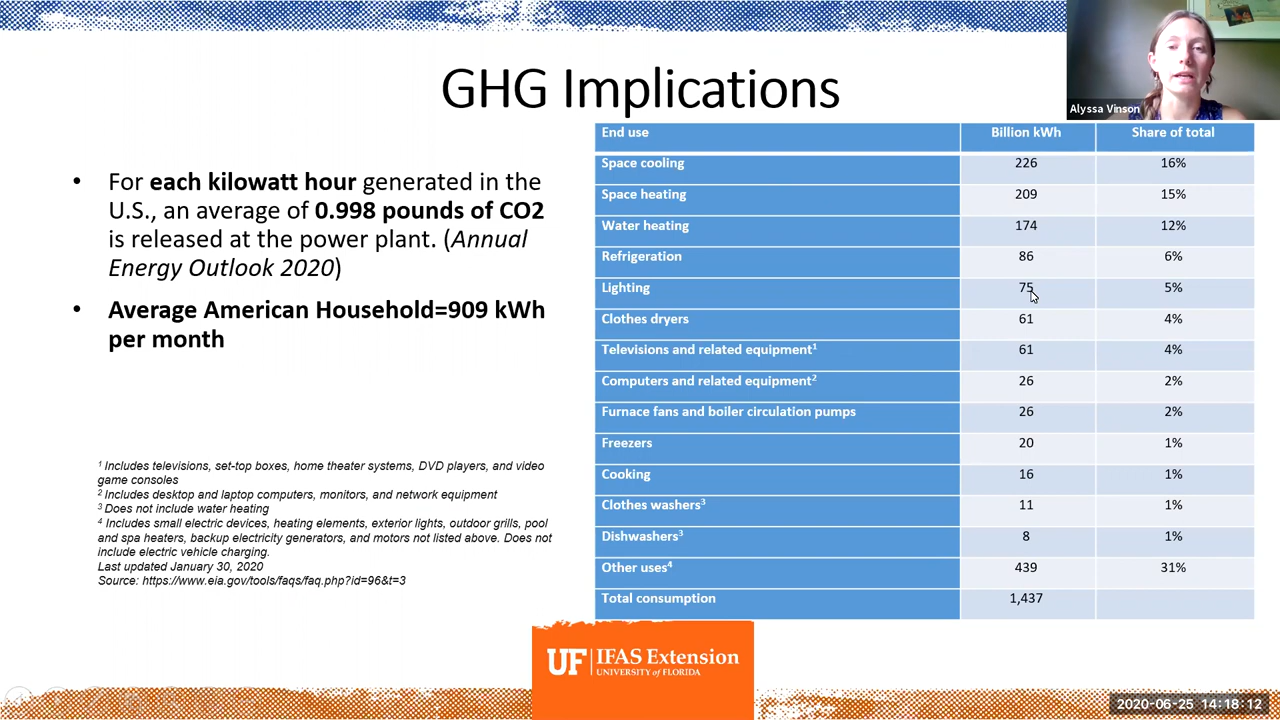 GHG Implications
Alyssa Vinson
• For each kilowatt hour generated in the
U.S., an average of 0.998 pounds of CO2
is released at the power plant. (Annual
Energy Outlook 2020)
• Average American Household=909 kWh
per month
¹ Includes televisions, set-top boxes, home theater systems, DVD players, and video
game consoles
² Includes desktop and laptop computers, monitors, and network equipment
³ Does not include water heating
⁴ Includes small electric devices, heating elements, exterior lights, outdoor grills, pool
and spa heaters, backup electricity generators, and motors not listed above. Does not
include electric vehicle charging.
Last updated January 30, 2020
Source: https://www.eia.gov/tools/faqs/faq.php?id=96&t=3
End use Billion kWh Share of total
Space cooling 226 16%
Space heating 209 15%
Water heating 174 12%
Refrigeration 86 6%
Lighting 75 5%
Clothes dryers 61 4%
Televisions and related equipment¹ 61 4%
Computers and related equipment² 26 2%
Furnace fans and boiler circulation pumps 26 2%
Freezers 20 1%
Cooking 16 1%
Clothes washers³ 11 1%
Dishwashers³ 8 1%
Other uses⁴ 439 31%
Total consumption 1,437
UF IFAS Extension
UNIVERSITY of FLORIDA
2020-06-25 14:18:12